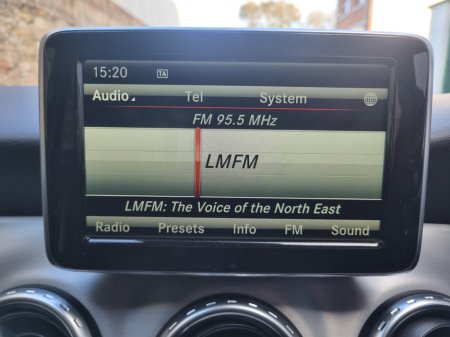 15:20 TA
Audio Tel System
FM 95.5 MHz
LMFM
LMFM: The Voice of the North East
Radio Presets Info FM Sound